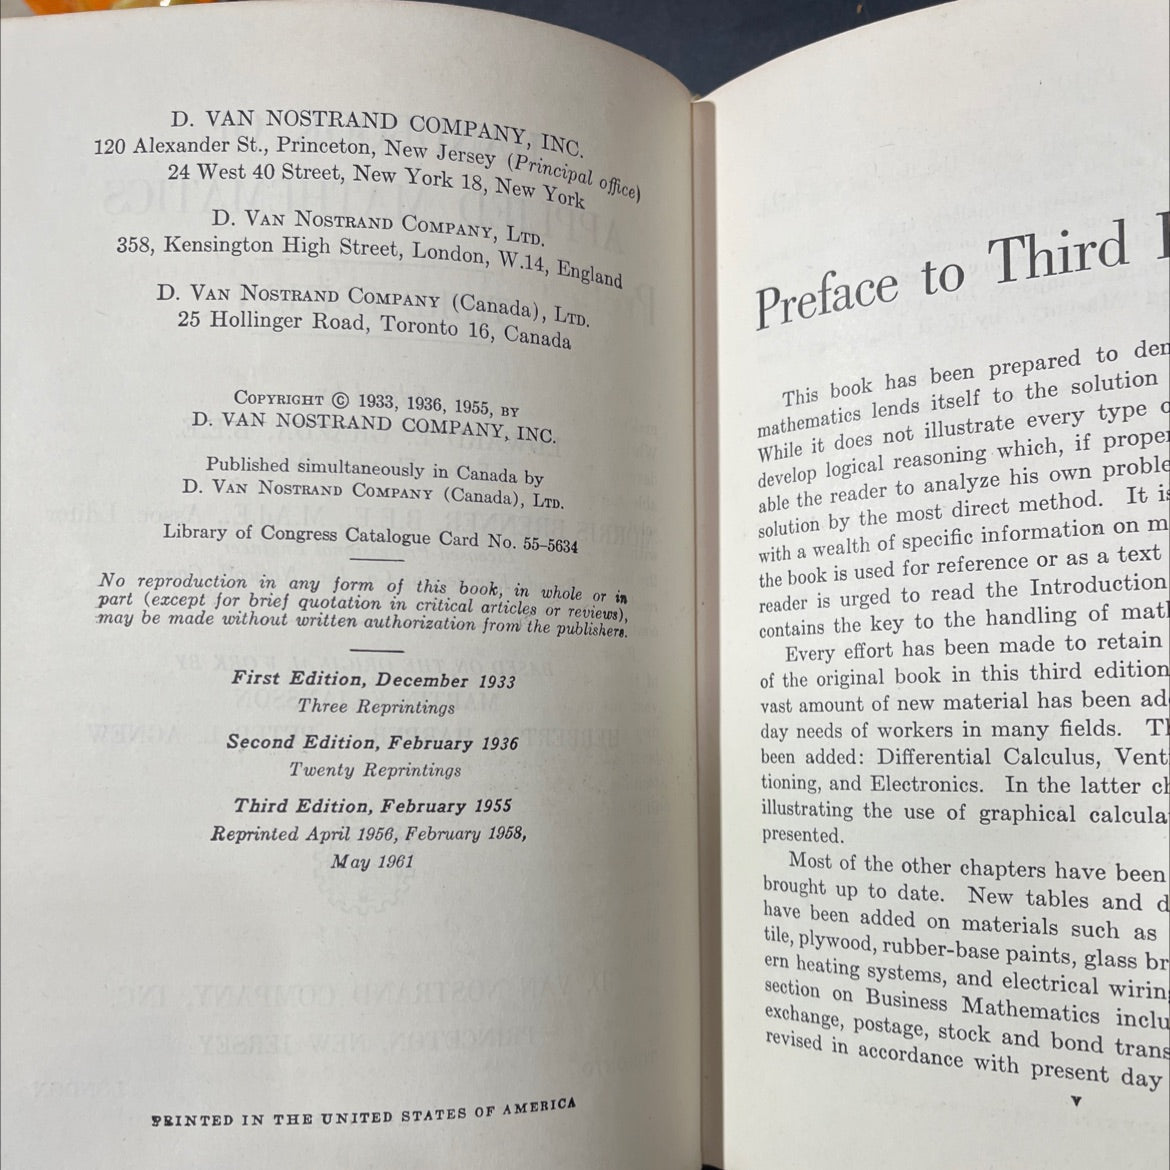 D. VAN NOSTRAND COMPANY, INC.
120 Alexander St., Princeton, New Jersey (Principal office)
24 West 40 Street, New York 18, New York
D. VAN NOSTRAND COMPANY, LTD.
358, Kensington High Street, London, W.14, England
D. VAN NOSTRAND COMPANY (Canada), LTD.
25 Hollinger Road, Toronto 16, Canada
COPYRIGHT © 1933, 1936, 1955, BY
D. VAN NOSTRAND COMPANY, INC.
Published simultaneously in Canada by
D. VAN NOSTRAND COMPANY (Canada), LTD.
Library of Congress Catalogue Card No. 55-5634
No reproduction in any form of this book, in whole or in
part (except for brief quotation in critical articles or reviews),
may be made without written authorization from the publishers.
First Edition, December 1933
Three Reprintings
Second Edition, February 1936
Twenty Reprintings
Third Edition, February 1955
Reprinted April 1956, February 1958,
May 1961
PRINTED IN THE UNITED STATES OF AMERICA
Preface to Third
This book has been prepared to den
mathematics lends itself to the solution
While it does not illustrate every type o
develop logical reasoning which, if proper
able the reader to analyze his own proble
solution by the most direct method. It is
with a wealth of specific information on m
the book is used for reference or as a text
reader is urged to read the Introduction
contains the key to the handling of mat
Every effort has been made to retain
of the original book in this third edition
vast amount of new material has been ad
day needs of workers in many fields. Th
been added: Differential Calculus, Vent
tioning, and Electronics. In the latter ch
illustrating the use of graphical calcula
presented.
Most of the other chapters have been
brought up to date. New tables and d
have been added on materials such as
tile, plywood, rubber-base paints, glass br
ern heating systems, and electrical wirin
section on Business Mathematics inclu
exchange, postage, stock and bond trans
revised in accordance with present day
v